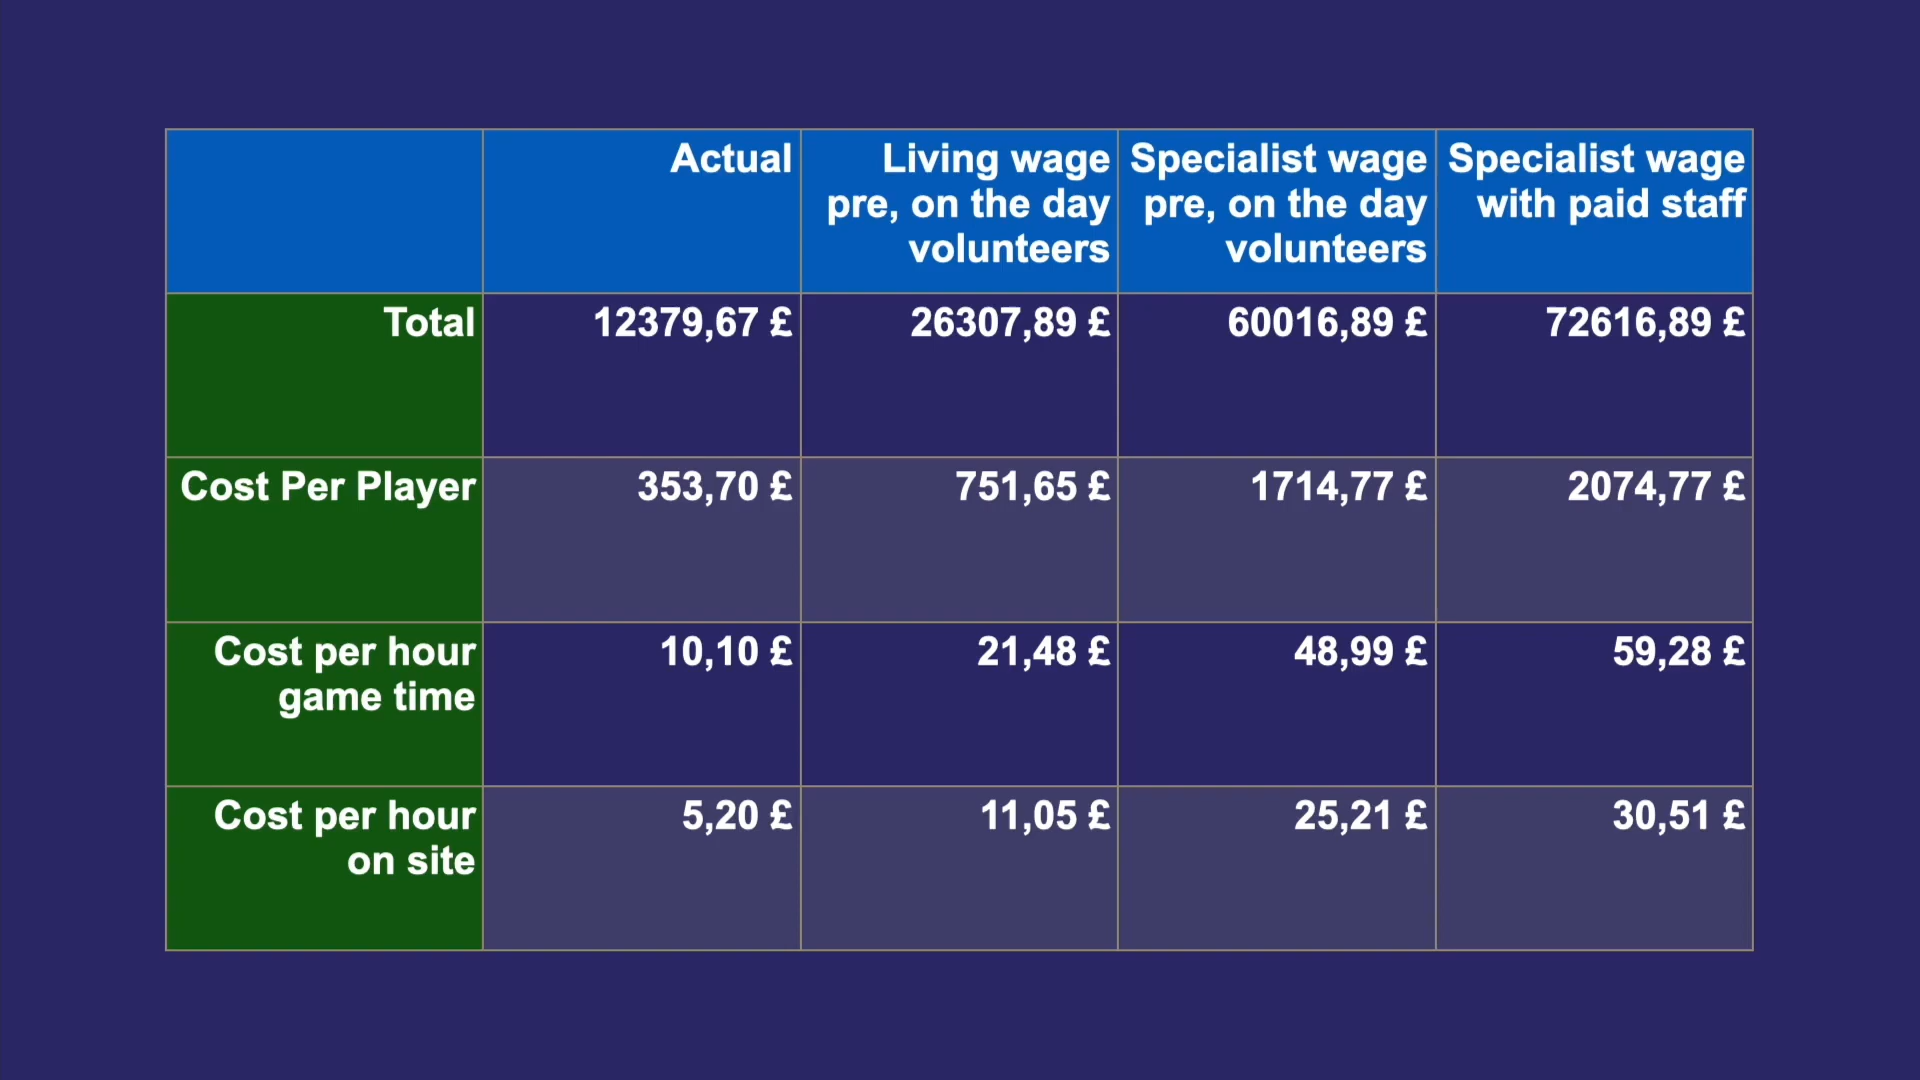 Actual
Living wage
pre, on the day
volunteers
Specialist wage
pre, on the day
volunteers
Specialist wage
with paid staff
Total
12379,67 £
26307,89 £
60016,89 £
72616,89 £
Cost Per Player
353,70 £
751,65 £
1714,77 £
2074,77 £
Cost per hour
game time
10,10 £
21,48 £
48,99 £
59,28 £
Cost per hour
on site
5,20 £
11,05 £
25,21 £
30,51 £